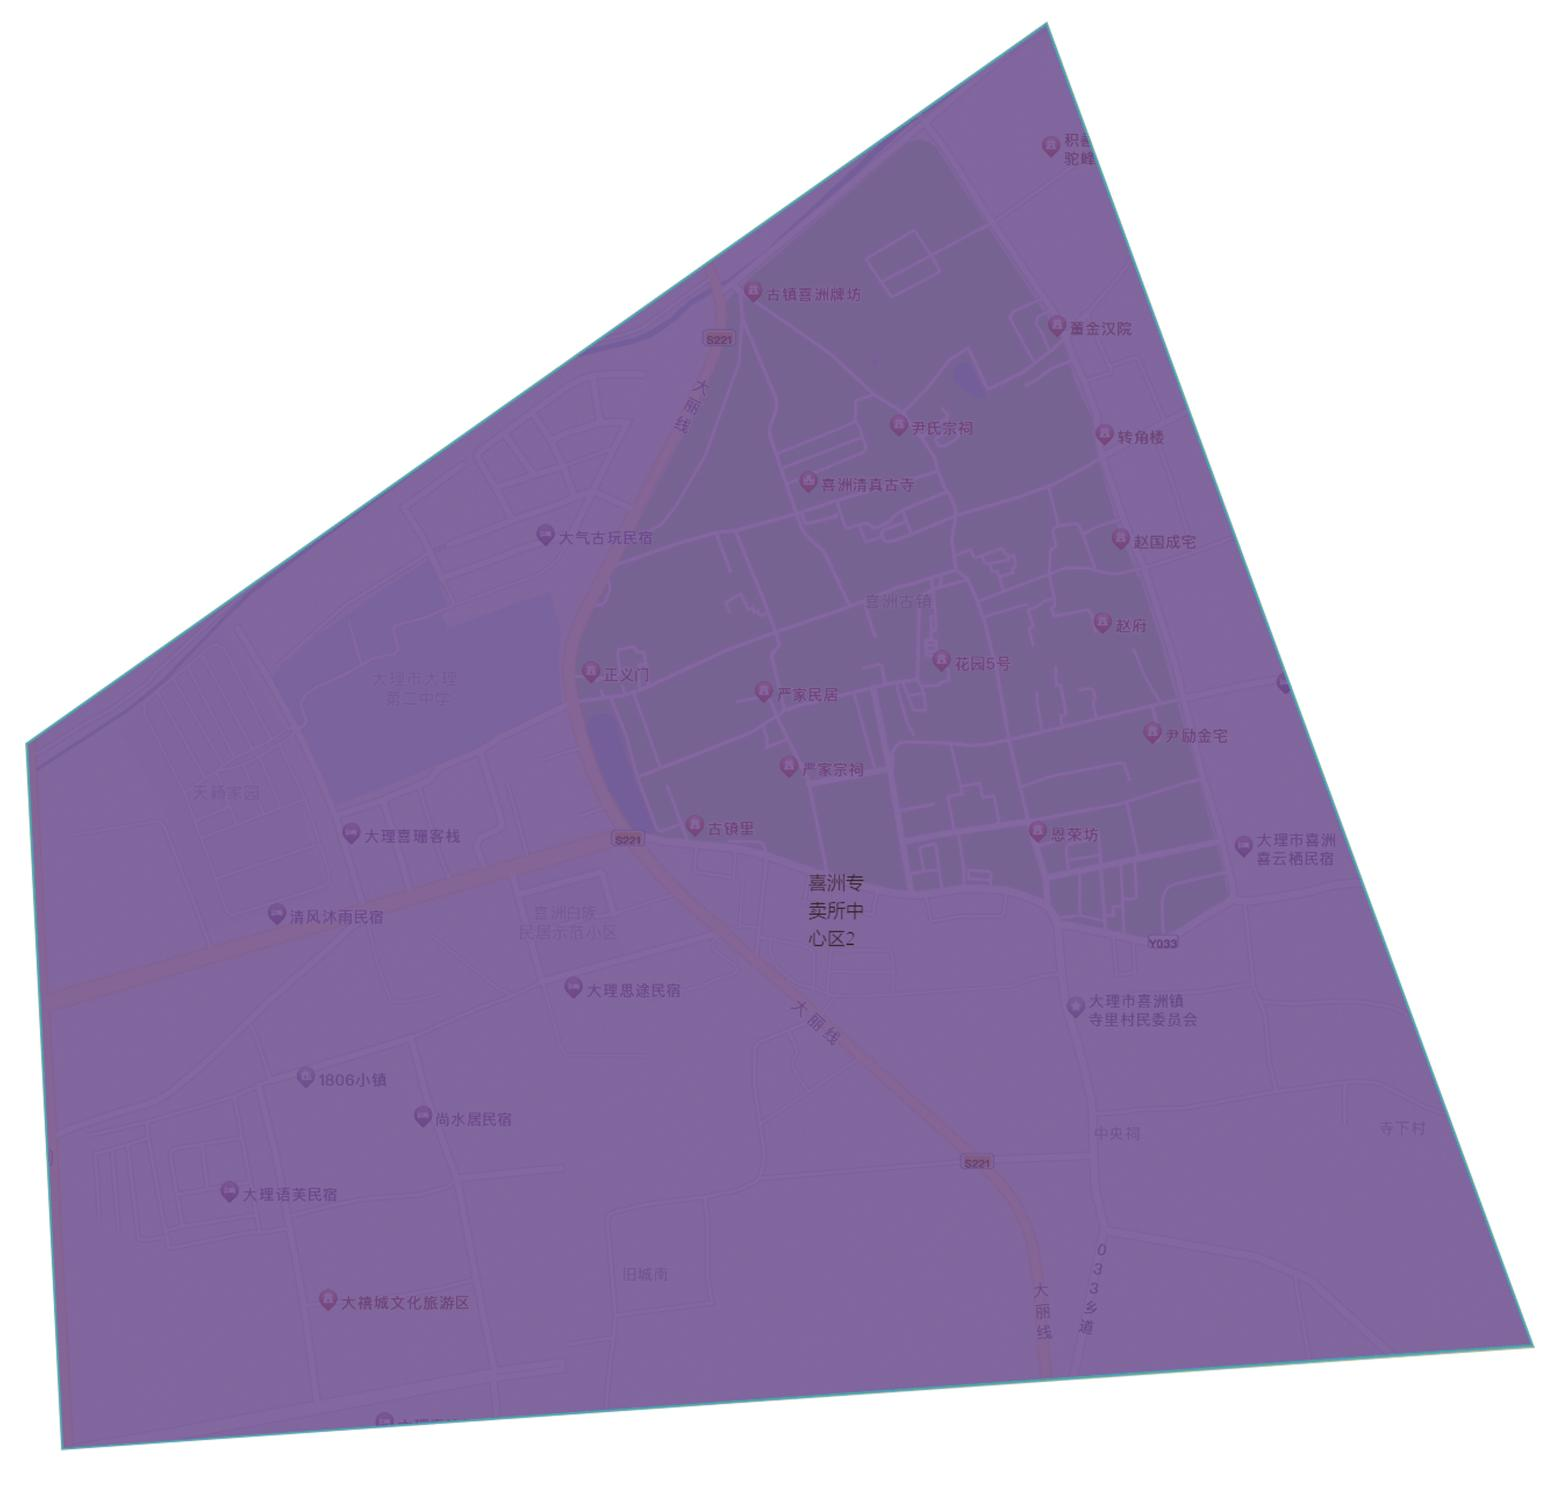 积善
驼峰
古镇喜洲牌坊
董金汉院
S221
大丽线
尹氏宗祠
转角楼
喜洲清真古寺
大气古玩民宿
赵国成宅
喜洲古镇
赵府
花园5号
正义门
大理市大理
第二中学
严家民居
尹励金宅
严家宗祠
天籁家园
古镇里
恩荣坊
大理喜珊客栈
S221
大理市喜洲
喜云栖民宿
喜洲专
卖所中
心区2
清风沐雨民宿
喜洲白族
民居示范小区
Y033
大理思途民宿
大理市喜洲镇
寺里村民委员会
大丽线
1806小镇
尚水居民宿
中央祠
寺下村
S221
大理语芙民宿
旧城南
033乡道
大丽线
大禧城文化旅游区